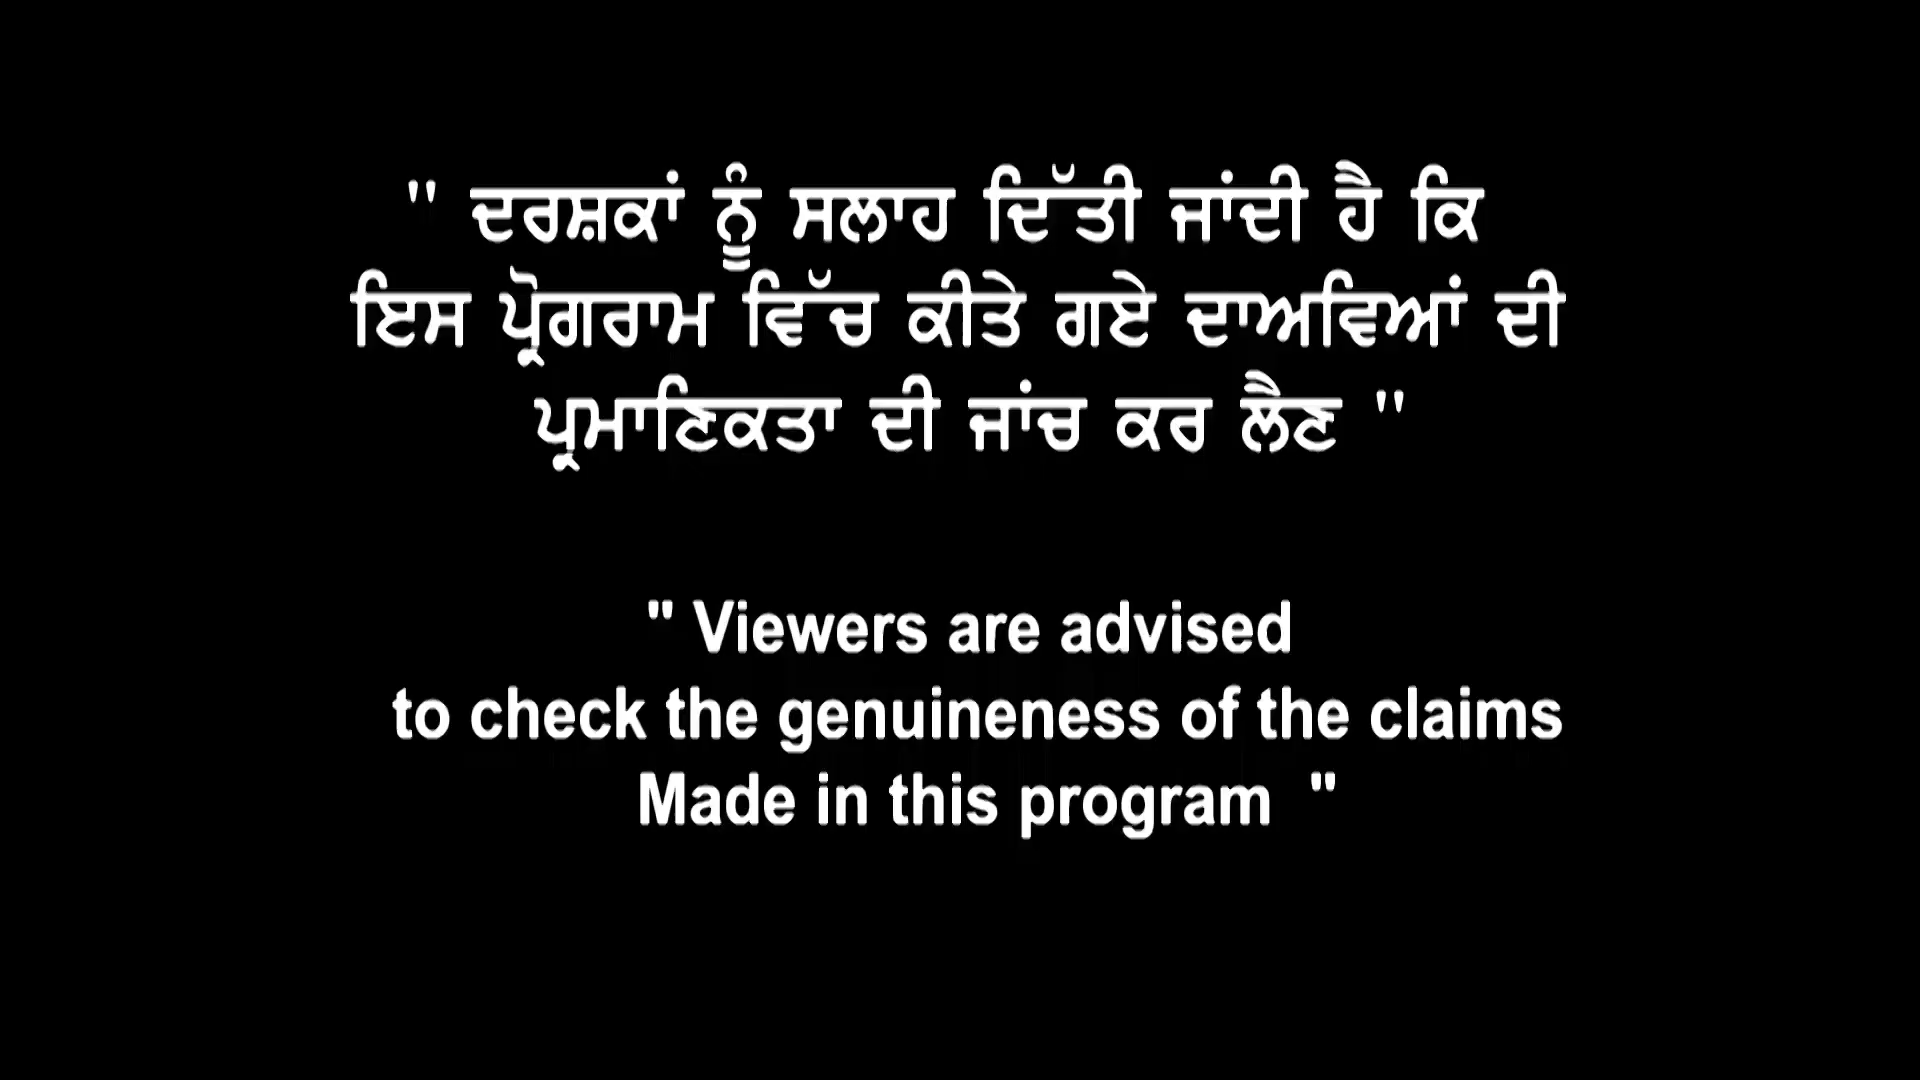 " ਦਰਸ਼ਕਾਂ ਨੂੰ ਸਲਾਹ ਦਿੱਤੀ ਜਾਂਦੀ ਹੈ ਕਿ
ਇਸ ਪ੍ਰੋਗਰਾਮ ਵਿੱਚ ਕੀਤੇ ਗਏ ਦਾਅਵਿਆਂ ਦੀ
ਪ੍ਰਮਾਣਿਕਤਾ ਦੀ ਜਾਂਚ ਕਰ ਲੈਣ "
" Viewers are advised
to check the genuineness of the claims
Made in this program "